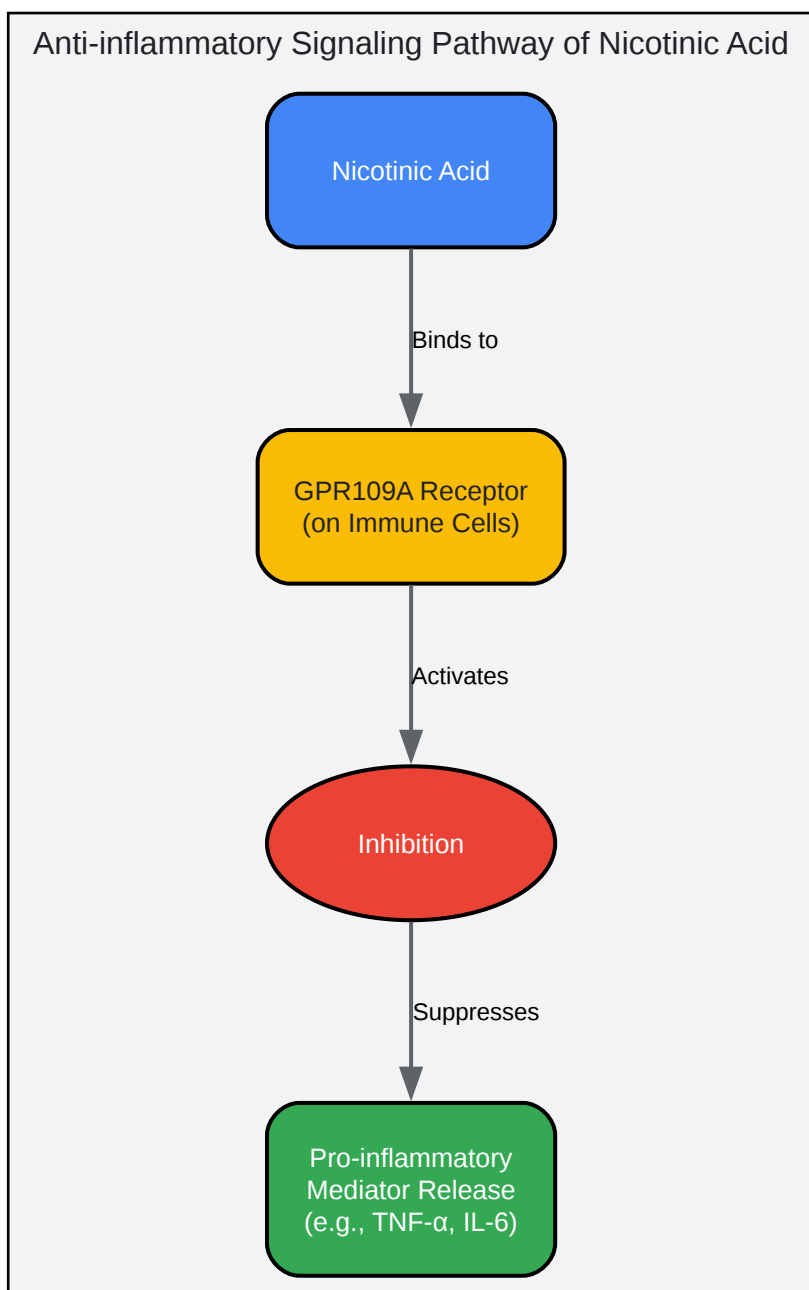 Anti-inflammatory Signaling Pathway of Nicotinic Acid
Nicotinic Acid
Binds to
GPR109A Receptor
(on Immune Cells)
Activates
Inhibition
Suppresses
Pro-inflammatory
Mediator Release
(e.g., TNF-α, IL-6)